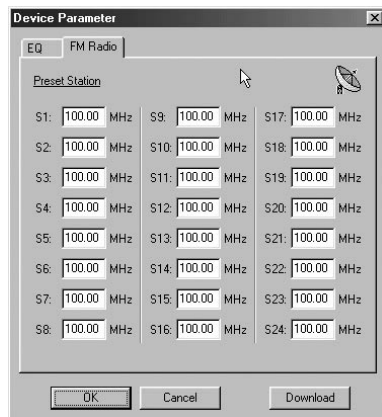 Device Parameter
EQ FM Radio
Preset Station
S1: 100.00 MHz S9: 100.00 MHz S17: 100.00 MHz
S2: 100.00 MHz S10: 100.00 MHz S18: 100.00 MHz
S3: 100.00 MHz S11: 100.00 MHz S19: 100.00 MHz
S4: 100.00 MHz S12: 100.00 MHz S20: 100.00 MHz
S5: 100.00 MHz S13: 100.00 MHz S21: 100.00 MHz
S6: 100.00 MHz S14: 100.00 MHz S22: 100.00 MHz
S7: 100.00 MHz S15: 100.00 MHz S23: 100.00 MHz
S8: 100.00 MHz S16: 100.00 MHz S24: 100.00 MHz
OK Cancel Download